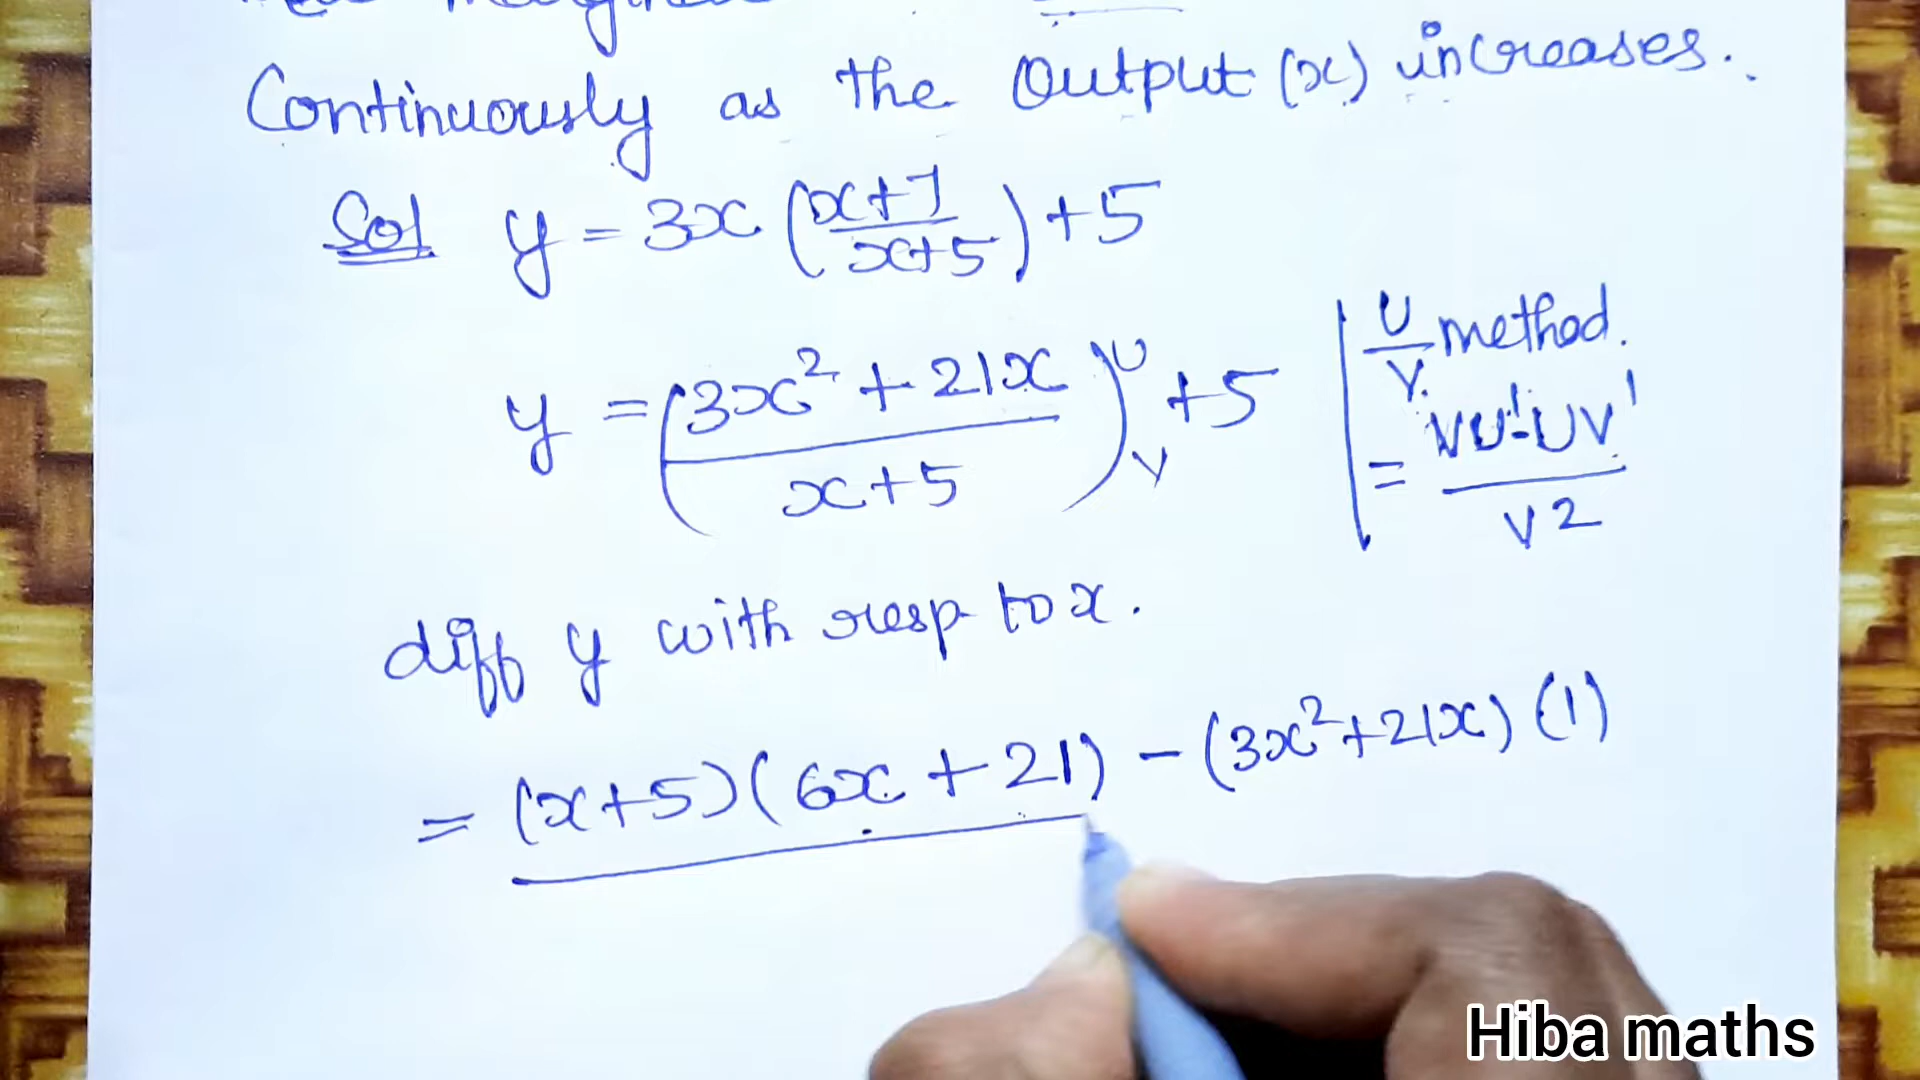 Continuously as the Output (x) increases.
Sol y = 3x (x+7/x+5) + 5
y = (3x² + 21x/x+5) U V + 5
U/V method.
= VU' - UV'/V2
diff y with resp to x.
= (x+5)(6x + 21) - (3x² + 21x) (1)
Hiba maths